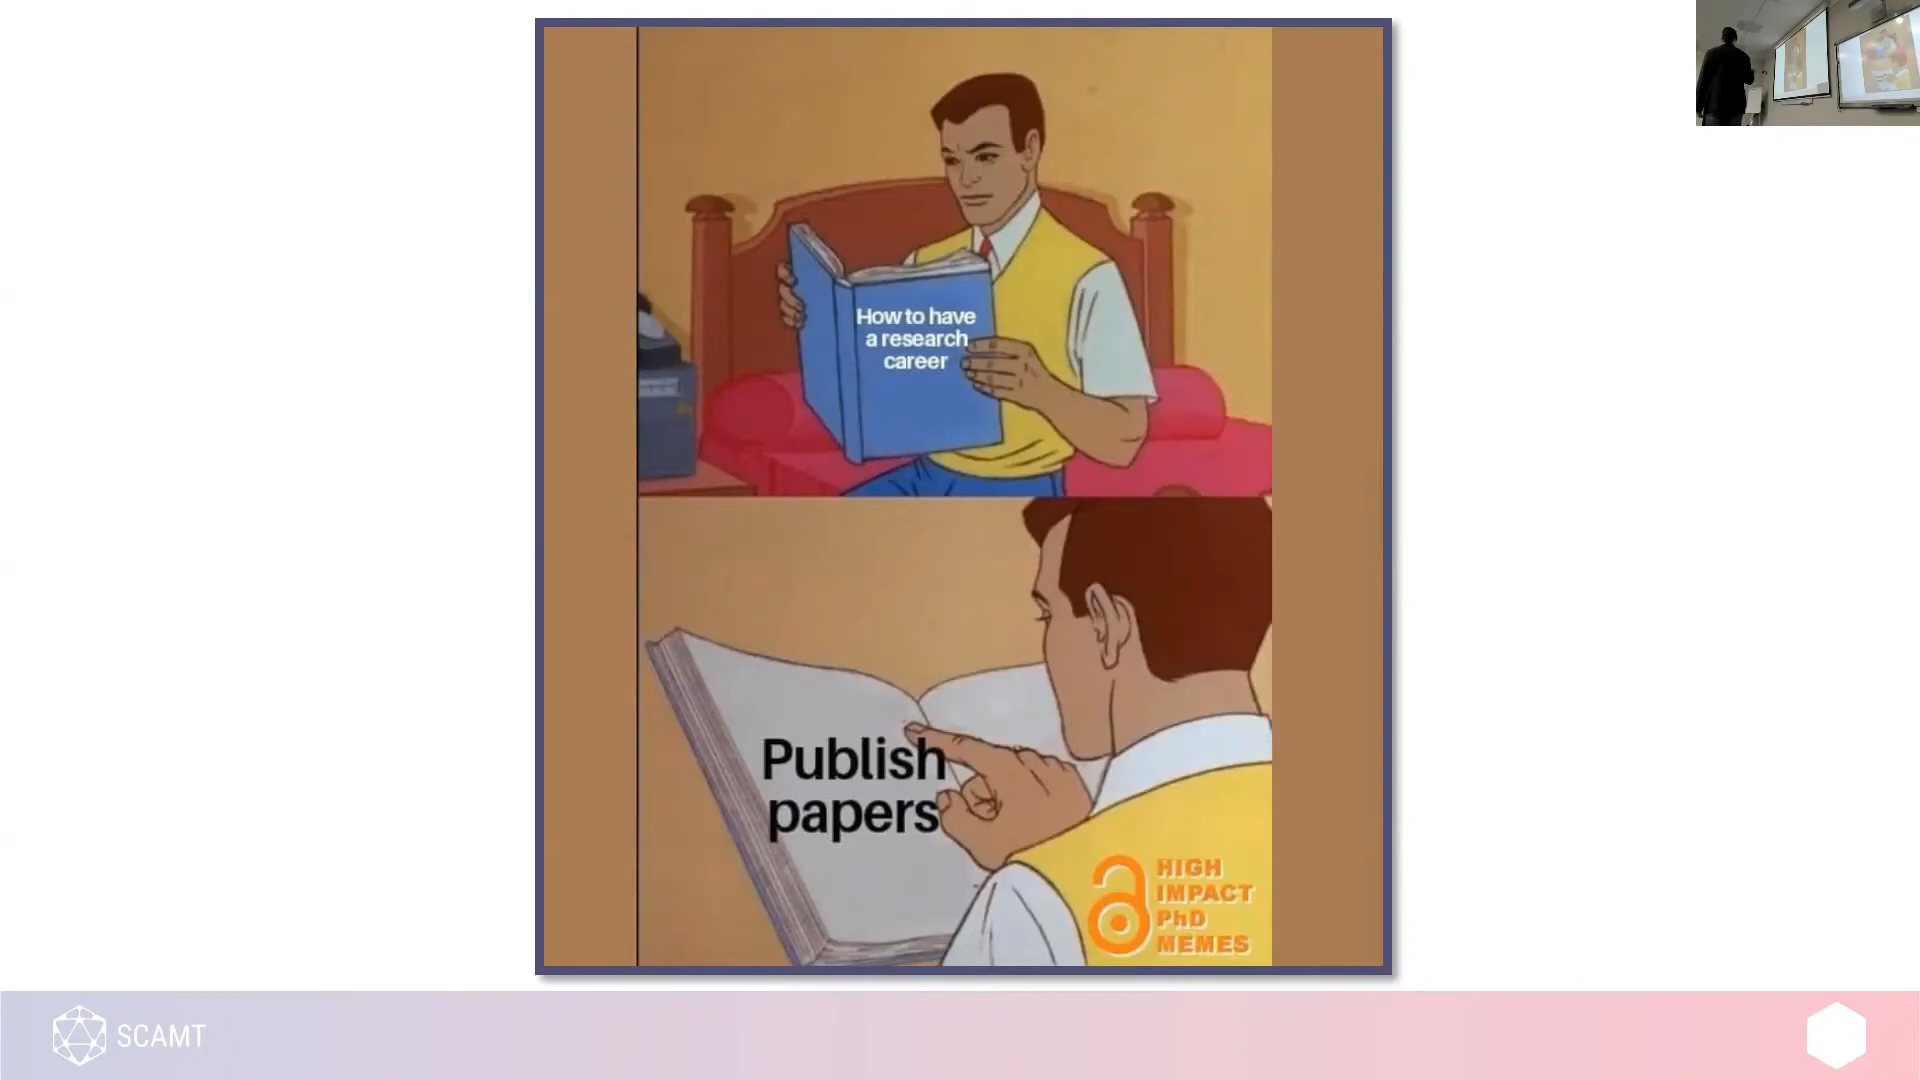 How to have
a research
career
Publish
papers
HIGH
IMPACT
PhD
MEMES
SCAMT